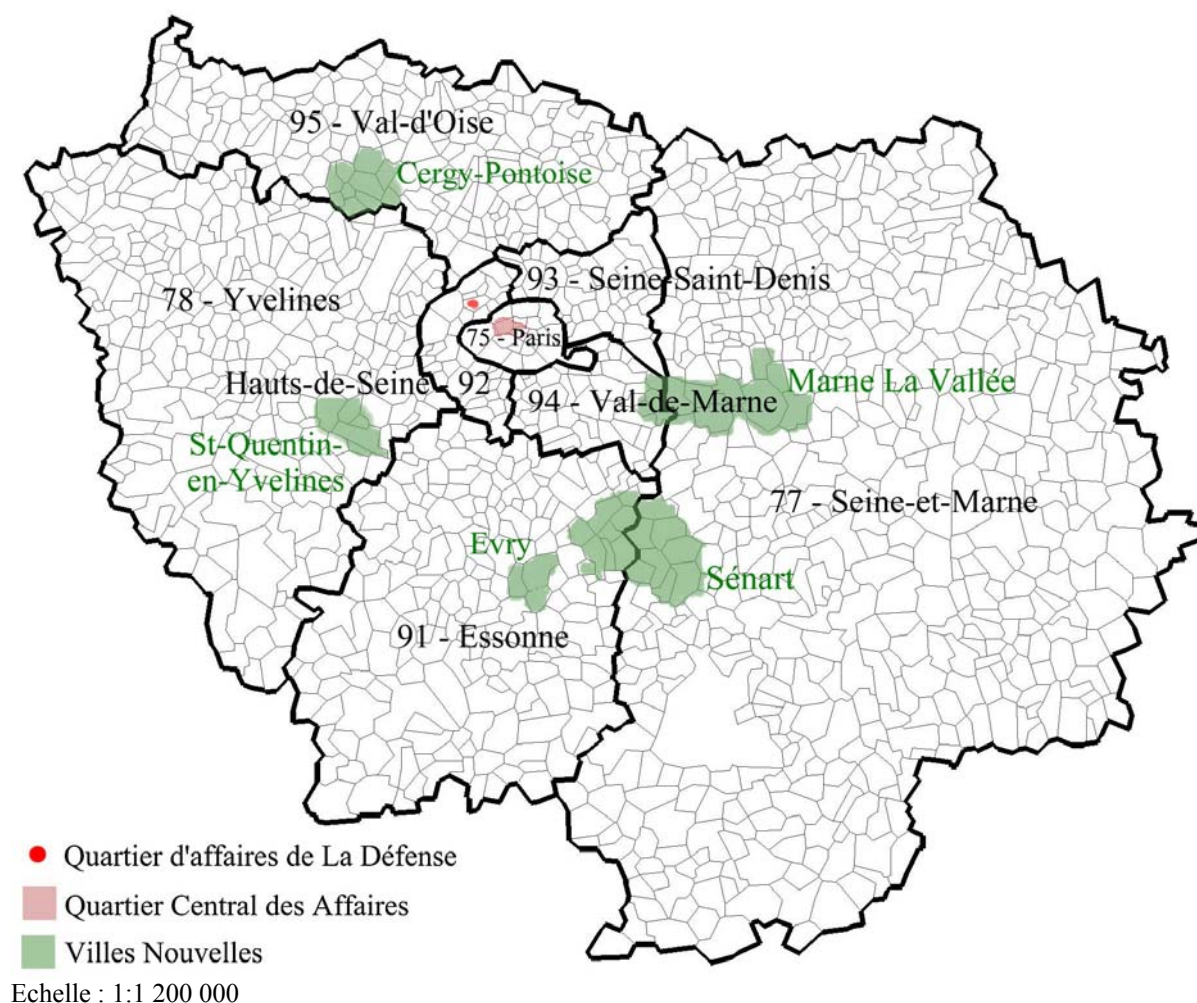 95 - Val-d'Oise
Cergy-Pontoise
93 - Seine-Saint-Denis
78 - Yvelines
75 - Paris
Hauts-de-Seine - 92
Marne La Vallée
94 - Val-de-Marne
St-Quentin-
en-Yvelines
77 - Seine-et-Marne
Evry
Sénart
91 - Essonne
Quartier d'affaires de La Défense
Quartier Central des Affaires
Villes Nouvelles
Echelle : 1:1 200 000